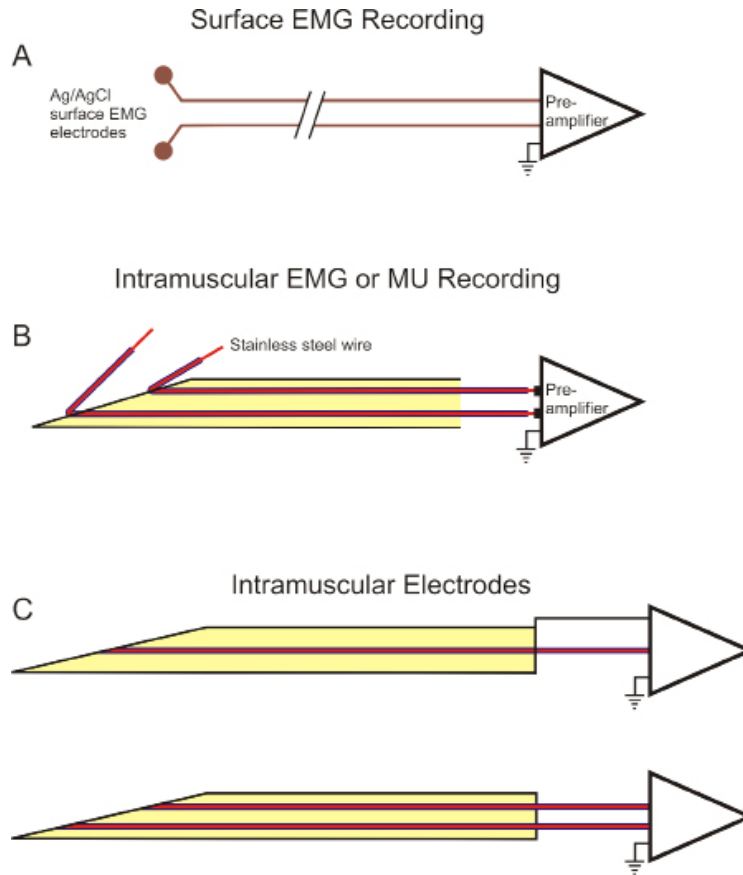 Surface EMG Recording
A
Ag/AgCl
surface EMG
electrodes
Pre-
amplifier
Intramuscular EMG or MU Recording
B
Stainless steel wire
Pre-
amplifier
Intramuscular Electrodes
C